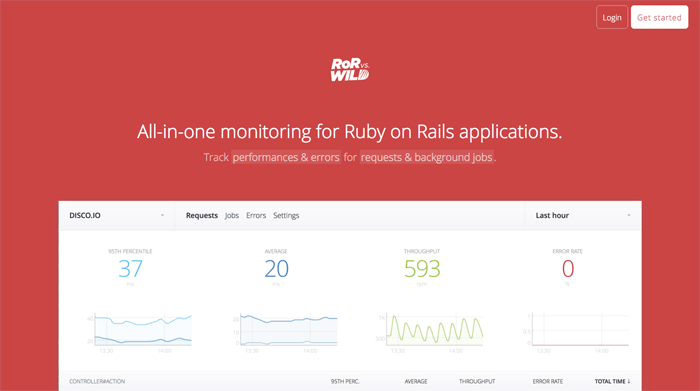 Login Get started
RoR vs.
WILD
All-in-one monitoring for Ruby on Rails applications.
Track performances & errors for requests & background jobs.
DISCO.IO Requests Jobs Errors Settings Last hour
95TH PERCENTILE AVERAGE THROUGHPUT ERROR RATE
37 20 593 0
ms ms rpm %
40 20 1K 1
20 10 500 0.5
0 0
13:30 14:00 13:30 14:00 13:30 14:00 13:30 14:00
CONTROLLER#ACTION 95TH PERC. AVERAGE THROUGHPUT ERROR RATE TOTAL TIME ↓